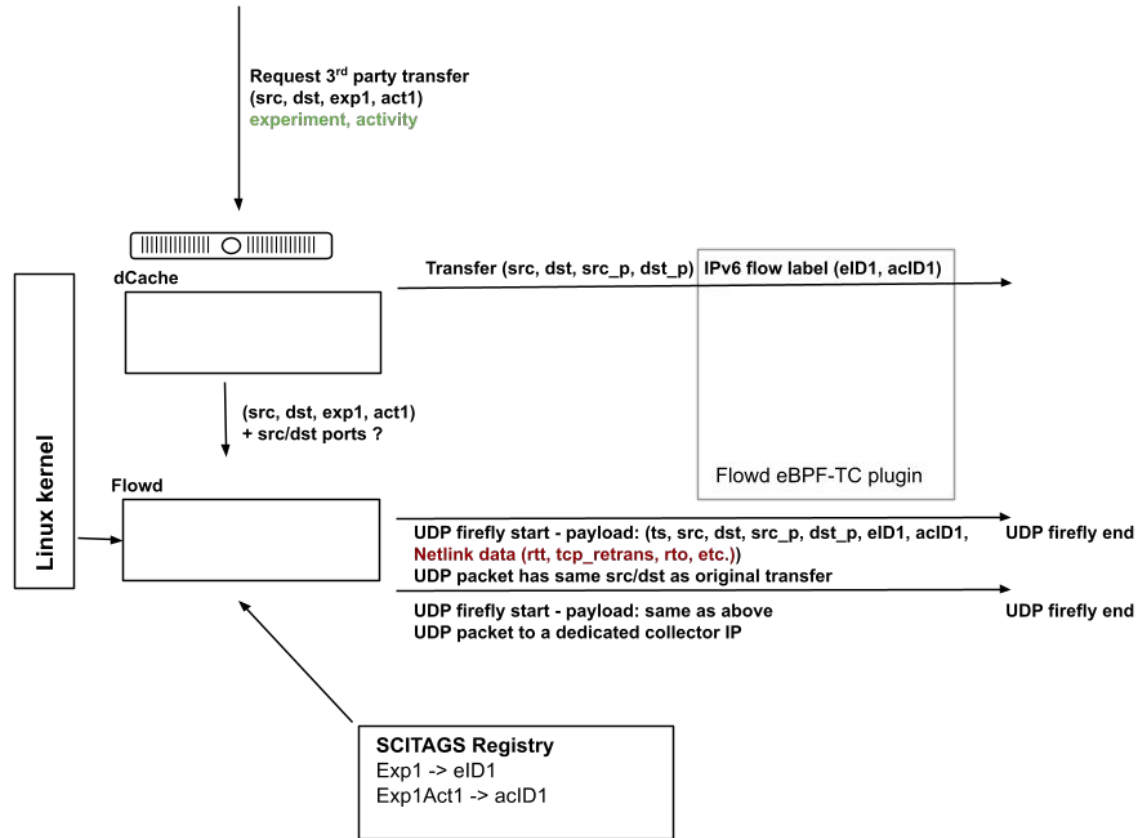 Request 3rd party transfer
(src, dst, exp1, act1)
experiment, activity
dCache
Transfer (src, dst, src_p, dst_p)
IPv6 flow label (eID1, acID1)
(src, dst, exp1, act1)
+ src/dst ports ?
Linux kernel
Flowd eBPF-TC plugin
Flowd
UDP firefly start - payload: (ts, src, dst, src_p, dst_p, eID1, acID1,
Netlink data (rtt, tcp_retrans, rto, etc.))
UDP packet has same src/dst as original transfer
UDP firefly end
UDP firefly start - payload: same as above
UDP packet to a dedicated collector IP
UDP firefly end
SCITAGS Registry
Exp1 -> eID1
Exp1Act1 -> acID1